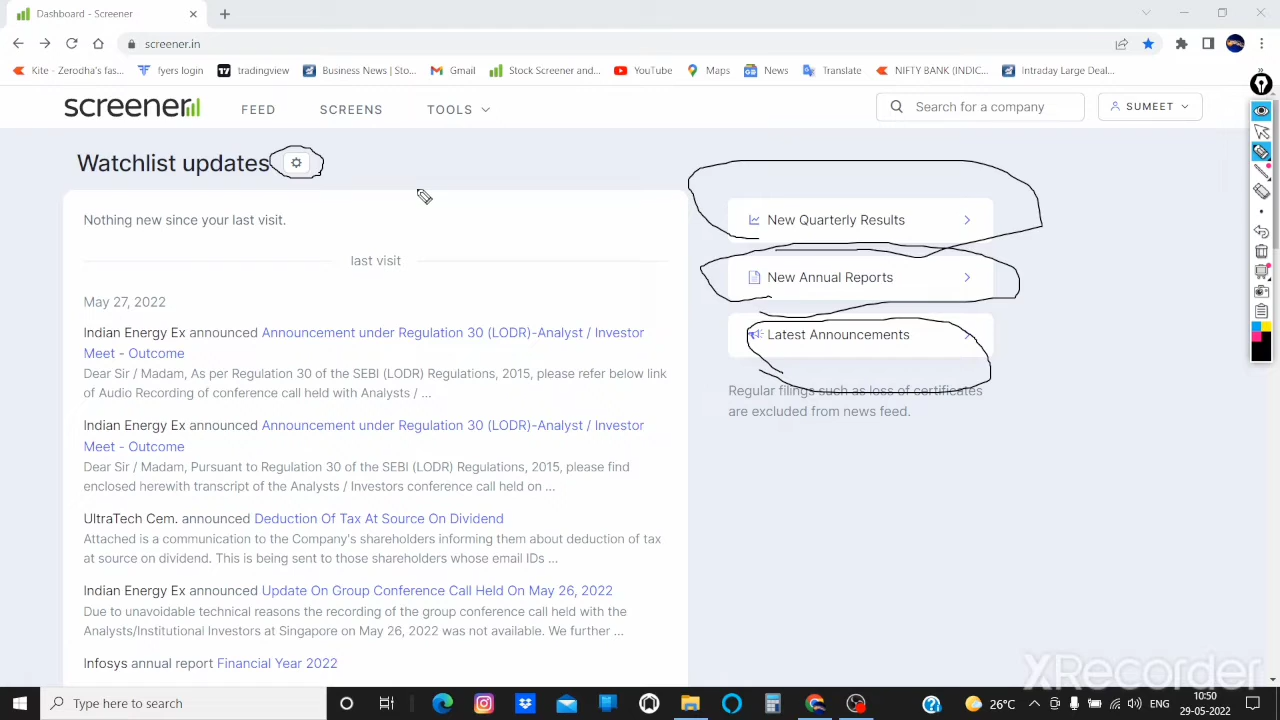 Dashboard - Screener
screener.in
Kite - Zerodha's fas...
fyers login
tradingview
Business News | Sto...
Gmail
Stock Screener and...
YouTube
Maps
News
Translate
NIFTY BANK (INDIC...
Intraday Large Deal...
screener
FEED
SCREENS
TOOLS
Search for a company
SUMEET
Watchlist updates
Nothing new since your last visit.
last visit
May 27, 2022
Indian Energy Ex announced Announcement under Regulation 30 (LODR)-Analyst / Investor
Meet - Outcome
Dear Sir / Madam, As per Regulation 30 of the SEBI (LODR) Regulations, 2015, please refer below link
of Audio Recording of conference call held with Analysts / ...
Indian Energy Ex announced Announcement under Regulation 30 (LODR)-Analyst / Investor
Meet - Outcome
Dear Sir / Madam, Pursuant to Regulation 30 of the SEBI (LODR) Regulations, 2015, please find
enclosed herewith transcript of the Analysts / Investors conference call held on ...
UltraTech Cem. announced Deduction Of Tax At Source On Dividend
Attached is a communication to the Company's shareholders informing them about deduction of tax
at source on dividend. This is being sent to those shareholders whose email IDs ...
Indian Energy Ex announced Update On Group Conference Call Held On May 26, 2022
Due to unavoidable technical reasons the recording of the group conference call held with the
Analysts/Institutional Investors at Singapore on May 26, 2022 was not available. We further ...
Infosys annual report Financial Year 2022
New Quarterly Results
New Annual Reports
Latest Announcements
Regular filings such as loss of certificates
are excluded from news feed.
XRecorder
Type here to search
26°C
ENG
10:50
29-05-2022